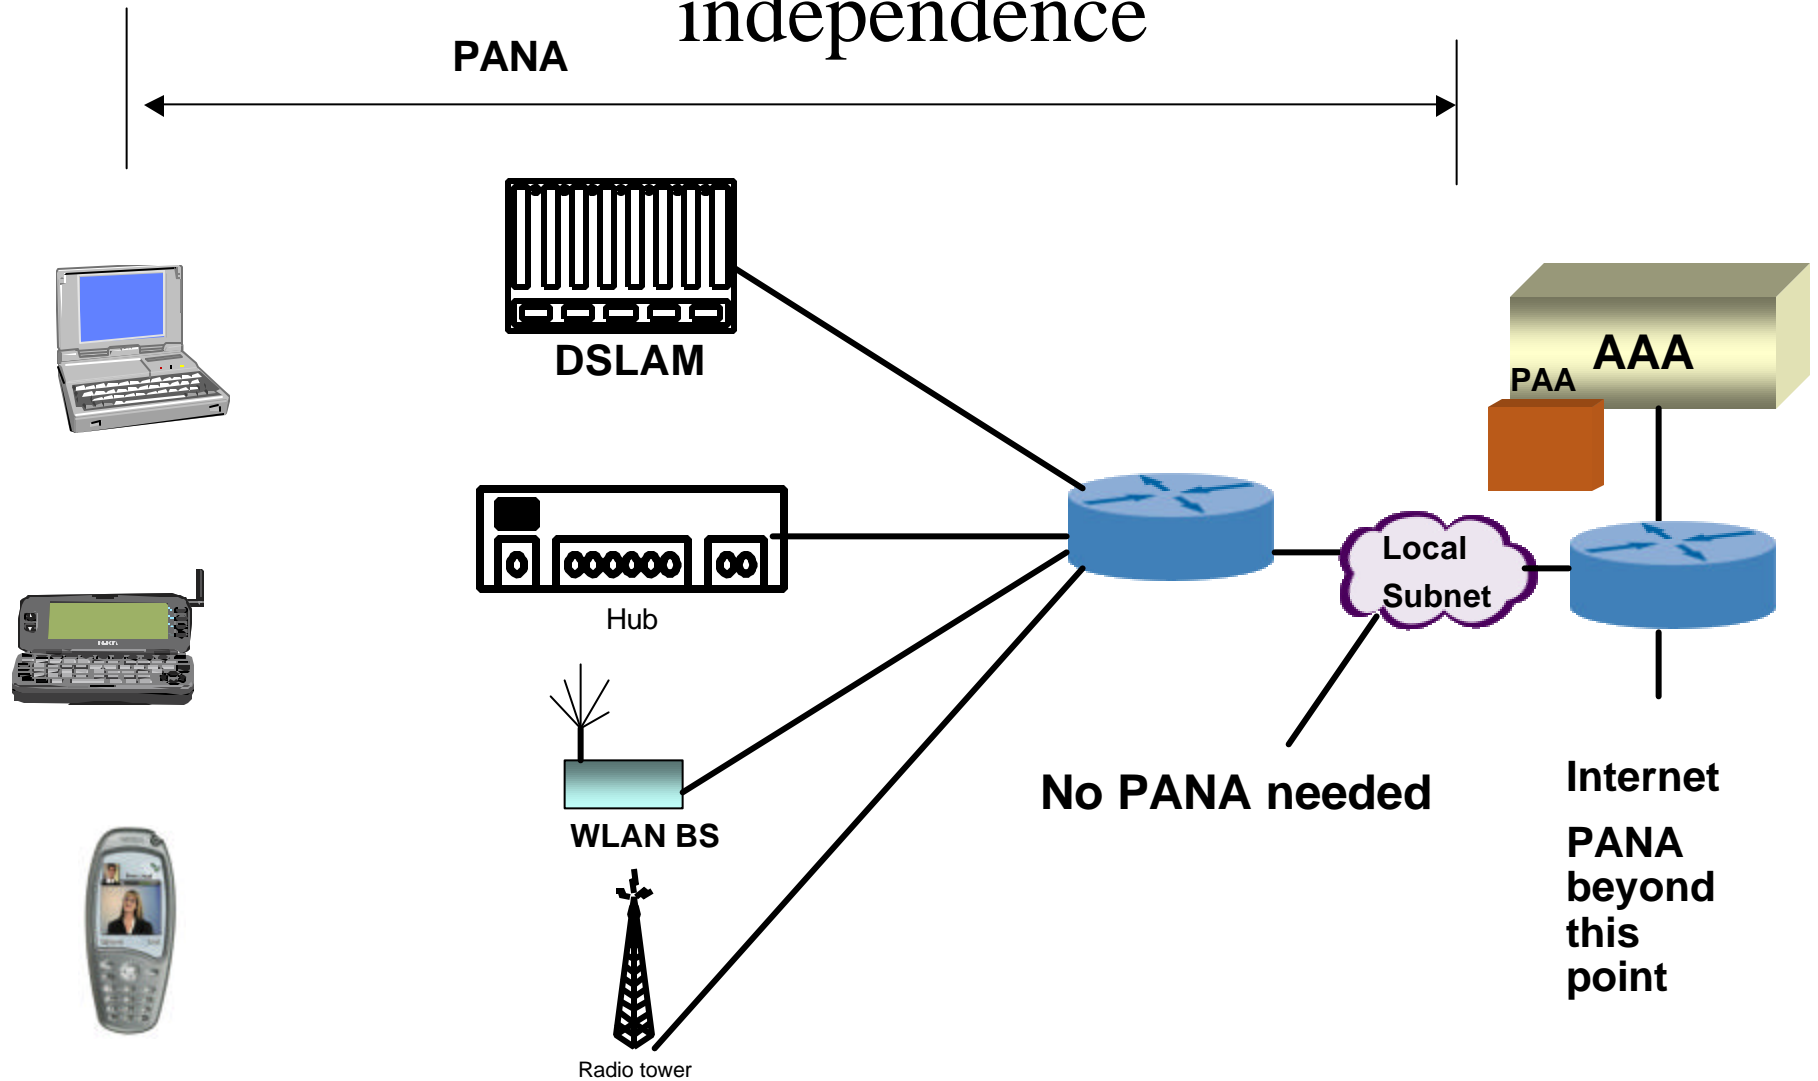 independence
PANA
DSLAM
AAA
PAA
Local
Subnet
Hub
No PANA needed
Internet
WLAN BS
PANA
beyond
this
point
Radio tower